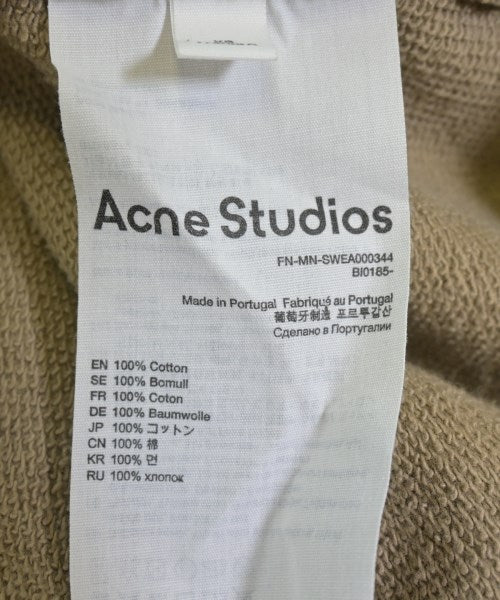 Acne Studios
FN-MN-SWEA000344
BI0185-
Made in Portugal Fabriqué au Portugal
葡萄牙制造 프로투갈산
Сделано в Португалии
EN 100% Cotton
SE 100% Bomull
FR 100% Coton
DE 100% Baumwolle
JP 100% コットン
CN 100% 棉
KR 100% 면
RU 100% хлопок